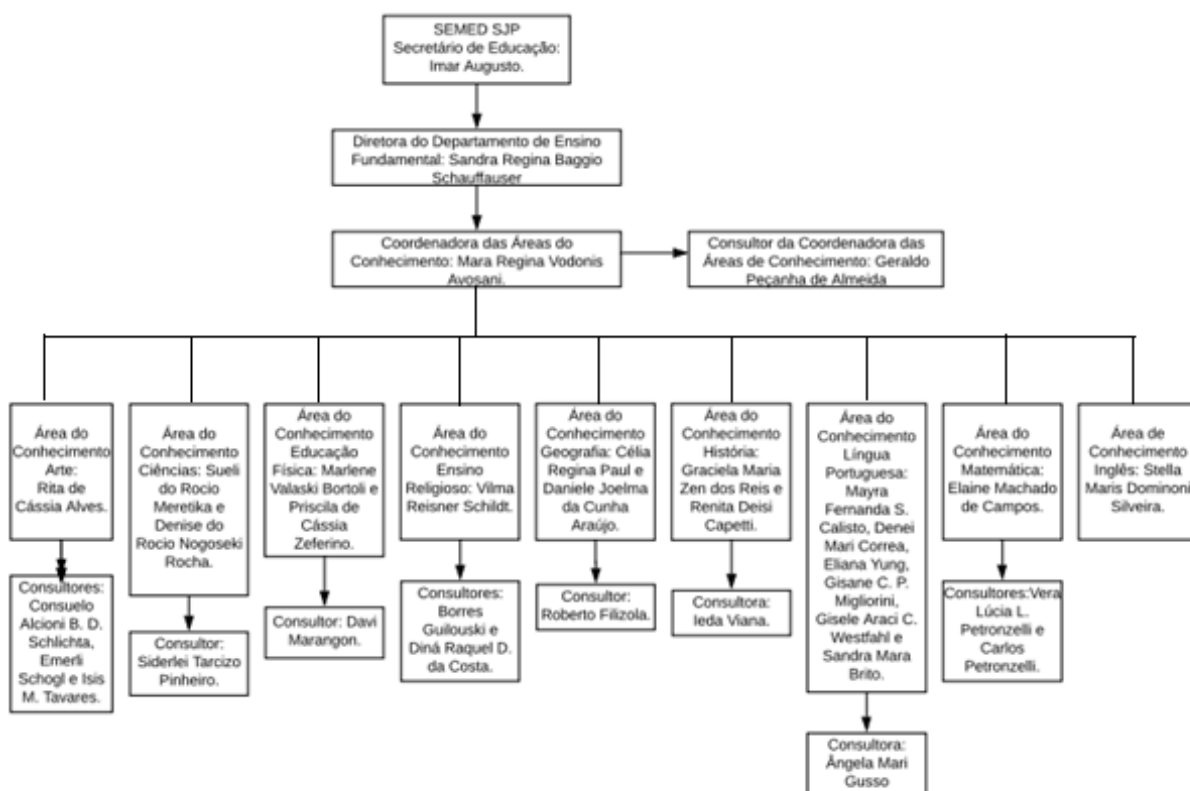 SEMED SJP
Secretário de Educação:
Imar Augusto.
Diretora do Departamento de Ensino
Fundamental: Sandra Regina Baggio
Schauffauser
Coordenadora das Áreas do
Conhecimento: Mara Regina Vodonis
Avosani.
Consultor da Coordenadora das
Áreas de Conhecimento: Geraldo
Peçanha de Almeida
Área do
Conhecimento
Arte:
Rita de
Cássia Alves.
Área do
Conhecimento
Ciências: Sueli
do Rocio
Meretika e
Denise do
Rocio Nogoseki
Rocha.
Área do
Conhecimento
Educação
Física: Marlene
Valaski Bortoli e
Priscila de
Cássia
Zeferino.
Área do
Conhecimento
Ensino
Religioso: Vilma
Reisner Schildt.
Área do
Conhecimento
Geografia: Célia
Regina Paul e
Daniele Joelma
da Cunha
Araújo.
Área do
Conhecimento
História:
Graciela Maria
Zen dos Reis e
Renita Deisi
Capetti.
Área do
Conhecimento
Língua
Portuguesa:
Mayra
Fernanda S.
Calisto, Denei
Mari Correa,
Eliana Yung,
Gisane C. P.
Migliorini,
Gisele Araci C.
Westfahl e
Sandra Mara
Brito.
Área do
Conhecimento
Matemática:
Elaine Machado
de Campos.
Área de
Conhecimento
Inglês: Stella
Maris Dominoni
Silveira.
Consultores:
Consuelo
Alcioni B. D.
Schlichta,
Emerli
Schogl e Isis
M. Tavares.
Consultor:
Siderlei Tarcizo
Pinheiro.
Consultor: Davi
Marangon.
Consultores:
Borres
Guilouski e
Diná Raquel D.
da Costa.
Consultor:
Roberto Filizola.
Consultora:
Ieda Viana.
Consultora:
Ângela Mari
Gusso
Consultores:Vera
Lúcia L.
Petronzelli e
Carlos
Petronzelli.